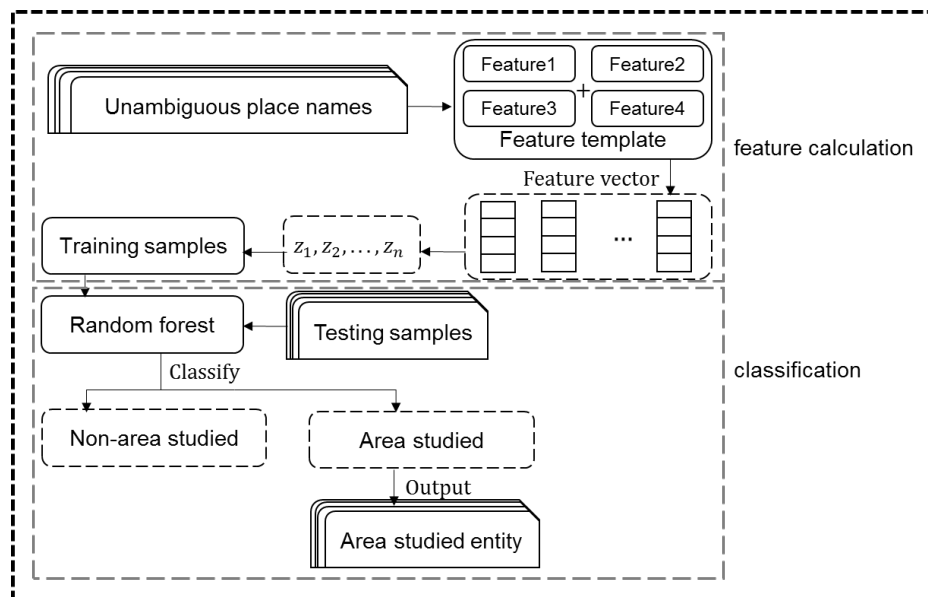 Feature1
Feature2
Unambiguous place names
+
Feature3
Feature4
Feature template
feature calculation
Feature vector
Training samples
z₁, z₂, . . . , zₙ
...
Random forest
Testing samples
classification
Classify
Non-area studied
Area studied
Output
Area studied entity